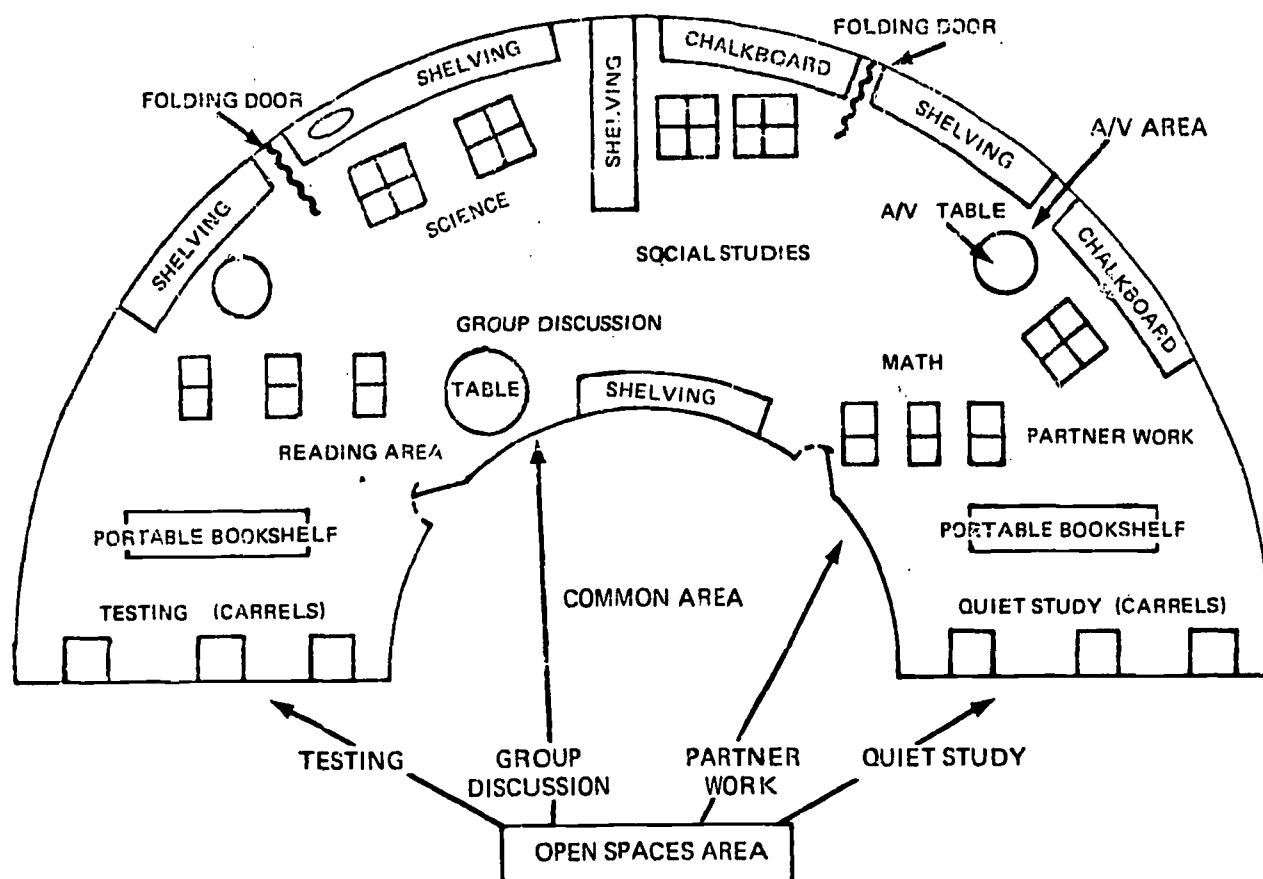 FOLDING DOOR
SHELVING
SHELVING
CHALKBOARD
FOLDING DOOR
FOLDING DOOR
SHELVING
A/V AREA
SHELVING
SCIENCE
A/V TABLE
CHALKBOARD
SOCIAL STUDIES
GROUP DISCUSSION
TABLE
SHELVING
MATH
READING AREA
PARTNER WORK
PORTABLE BOOKSHELF
PORTABLE BOOKSHELF
COMMON AREA
TESTING (CARRELS)
QUIET STUDY (CARRELS)
TESTING
GROUP
DISCUSSION
PARTNER
WORK
QUIET STUDY
OPEN SPACES AREA